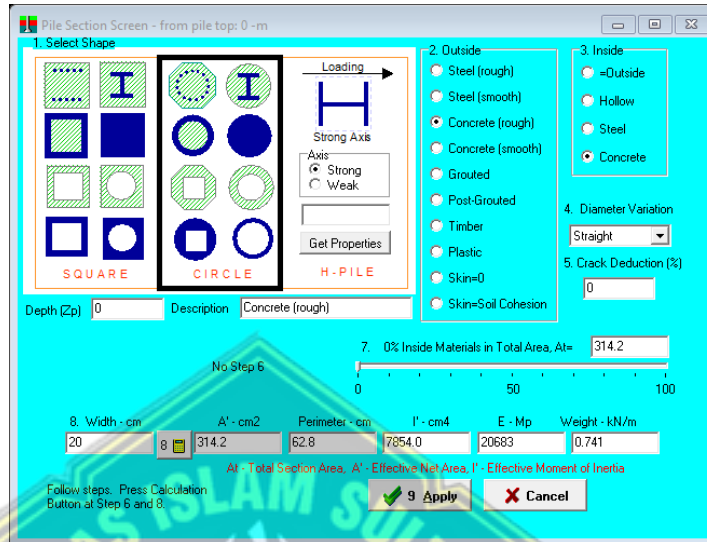 Pile Section Screen - from pile top: 0 -m
1. Select Shape
SQUARE
CIRCLE
H-PILE
Loading
Strong Axis
Axis
Strong
Weak
Get Properties
2. Outside
Steel (rough)
Steel (smooth)
Concrete (rough)
Concrete (smooth)
Grouted
Post-Grouted
Timber
Plastic
Skin=0
Skin=Soil Cohesion
3. Inside
=Outside
Hollow
Steel
Concrete
4. Diameter Variation
Straight
5. Crack Deduction (%)
0
Depth (Zp) 0 Description Concrete (rough)
No Step 6
7. 0% Inside Materials in Total Area, At= 314.2
0 50 100
8. Width - cm A' - cm2 Perimeter - cm I' - cm4 E - Mp Weight - kN/m
20 8 314.2 62.8 7854.0 20683 0.741
At - Total Section Area, A' - Effective Net Area, I' - Effective Moment of Inertia
Follow steps. Press Calculation
Button at Step 6 and 8.
9 Apply
Cancel
ISLAM SUL